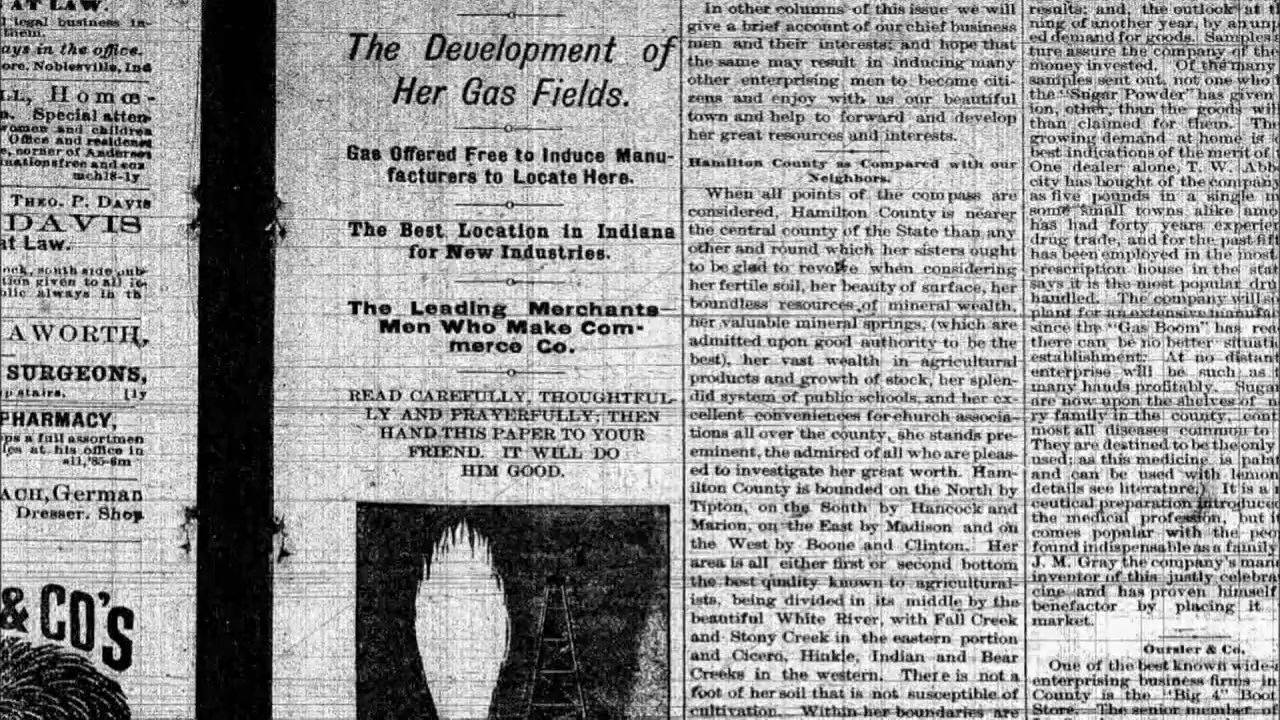 AT LAW.
l legal business in-
them.
ays in the office.
ore, Noblesville, Ind
LL, Homœ-
Special atten-
women and children
Office and residence
e, corner of Anderson
mch18-1y
THEO. P. DAVIS
DAVIS
at Law.
ock, south side pub-
tion given to all
blic always in th
AWORTH,
SURGEONS,
p stairs. [1y
PHARMACY,
ps a full assortmen
at his office in
all,'85-6m
ACH, German
Dresser. Shop
& CO'S
The Development of
Her Gas Fields.
Gas Offered Free to Induce Manu-
facturers to Locate Here.
The Best Location in Indiana
for New Industries.
The Leading Merchants—
Men Who Make Com-
merce Co.
READ CAREFULLY, THOUGHTFUL-
LY AND PRAYERFULLY, THEN
HAND THIS PAPER TO YOUR
FRIEND. IT WILL DO
HIM GOOD.
In other columns of this issue we will
give a brief account of our chief business
men and their interests; and hope that
the same may result in inducing many
other enterprising men to become citi-
zens and enjoy with us our beautiful
town and help to forward and develop
her great resources and interests.
Hamilton County as Compared with our
Neighbors.
When all points of the compass are
considered, Hamilton County is nearer
the central county of the State than any
other and round which her sisters ought
to be glad to revolve when considering
her fertile soil, her beauty of surface, her
boundless resources of mineral wealth,
her valuable mineral springs, (which are
admitted upon good authority to be the
best), her vast wealth in agricultural
products and growth of stock, her splen-
did system of public schools, and her ex-
cellent conveniences for church associa-
tions all over the county, she stands pre-
eminent, the admired of all who are pleas-
ed to investigate her great worth. Ham-
ilton County is bounded on the North by
Tipton, on the South by Hancock and
Marion, on the East by Madison and on
the West by Boone and Clinton. Her
area is all either first or second bottom
the best quality known to agricultural-
ists, being divided in its middle by the
beautiful White River, with Fall Creek
and Stony Creek in the eastern portion
and Cicero, Hinkle, Indian and Bear
Creeks in the western. There is not a
foot of her soil that is not susceptible of
cultivation. Within her boundaries are
results; and, the outlook at t
ning of another year, by an unp
ed demand for goods. Samples
ture assure the company of the
money invested. Of the many
samples sent out, not one who
the "Sugar Powder" has given
ion, other than the goods will
than claimed for them. The
growing demand at home is
best indications of the merit of
One dealer alone, T. W. Abb
city has bought of the company
as five pounds in a single
some small towns alike
has had forty years experien
drug trade, and for the past fift
has been employed in the most
prescription house in the stat
says it is the most popular dru
handled. The company will
plant for an extensive manufa
since the "Gas Boom" has
there can be no better situati
establishment; At no distan
enterprise will be such as
many hands profitably. Sugar
are now upon the shelves of
ry family in the county,
most all diseases common to
They are destined to be the only
used; as this medicine is palat
and can be used with lemon
details see literature.) It is a
ceutical preparation introduce
the medical profession, but
comes popular with the peo
found indispensable as a family
J. M. Gray the company's man
inventor of this justly celebra
cine and has proven himself
benefactor by placing it
market.
Oursler & Co.
One of the best known wide-
enterprising business firms in
County is the "Big 4" Boot
Store. The senior member of